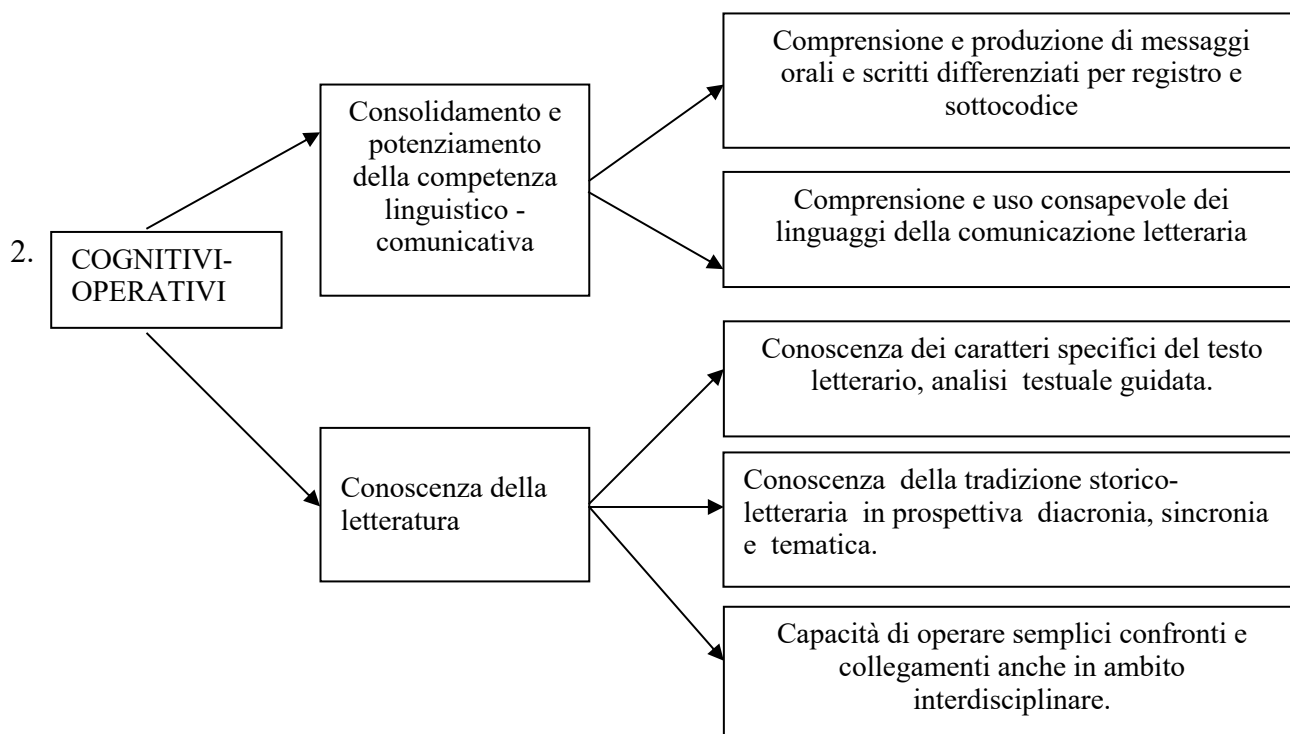 2.
COGNITIVI-
OPERATIVI
Consolidamento e
potenziamento
della competenza
linguistico -
comunicativa
Comprensione e produzione di messaggi
orali e scritti differenziati per registro e
sottocodice
Comprensione e uso consapevole dei
linguaggi della comunicazione letteraria
Conoscenza della
letteratura
Conoscenza dei caratteri specifici del testo
letterario, analisi testuale guidata.
Conoscenza della tradizione storico-
letteraria in prospettiva diacronia, sincronia
e tematica.
Capacità di operare semplici confronti e
collegamenti anche in ambito
interdisciplinare.